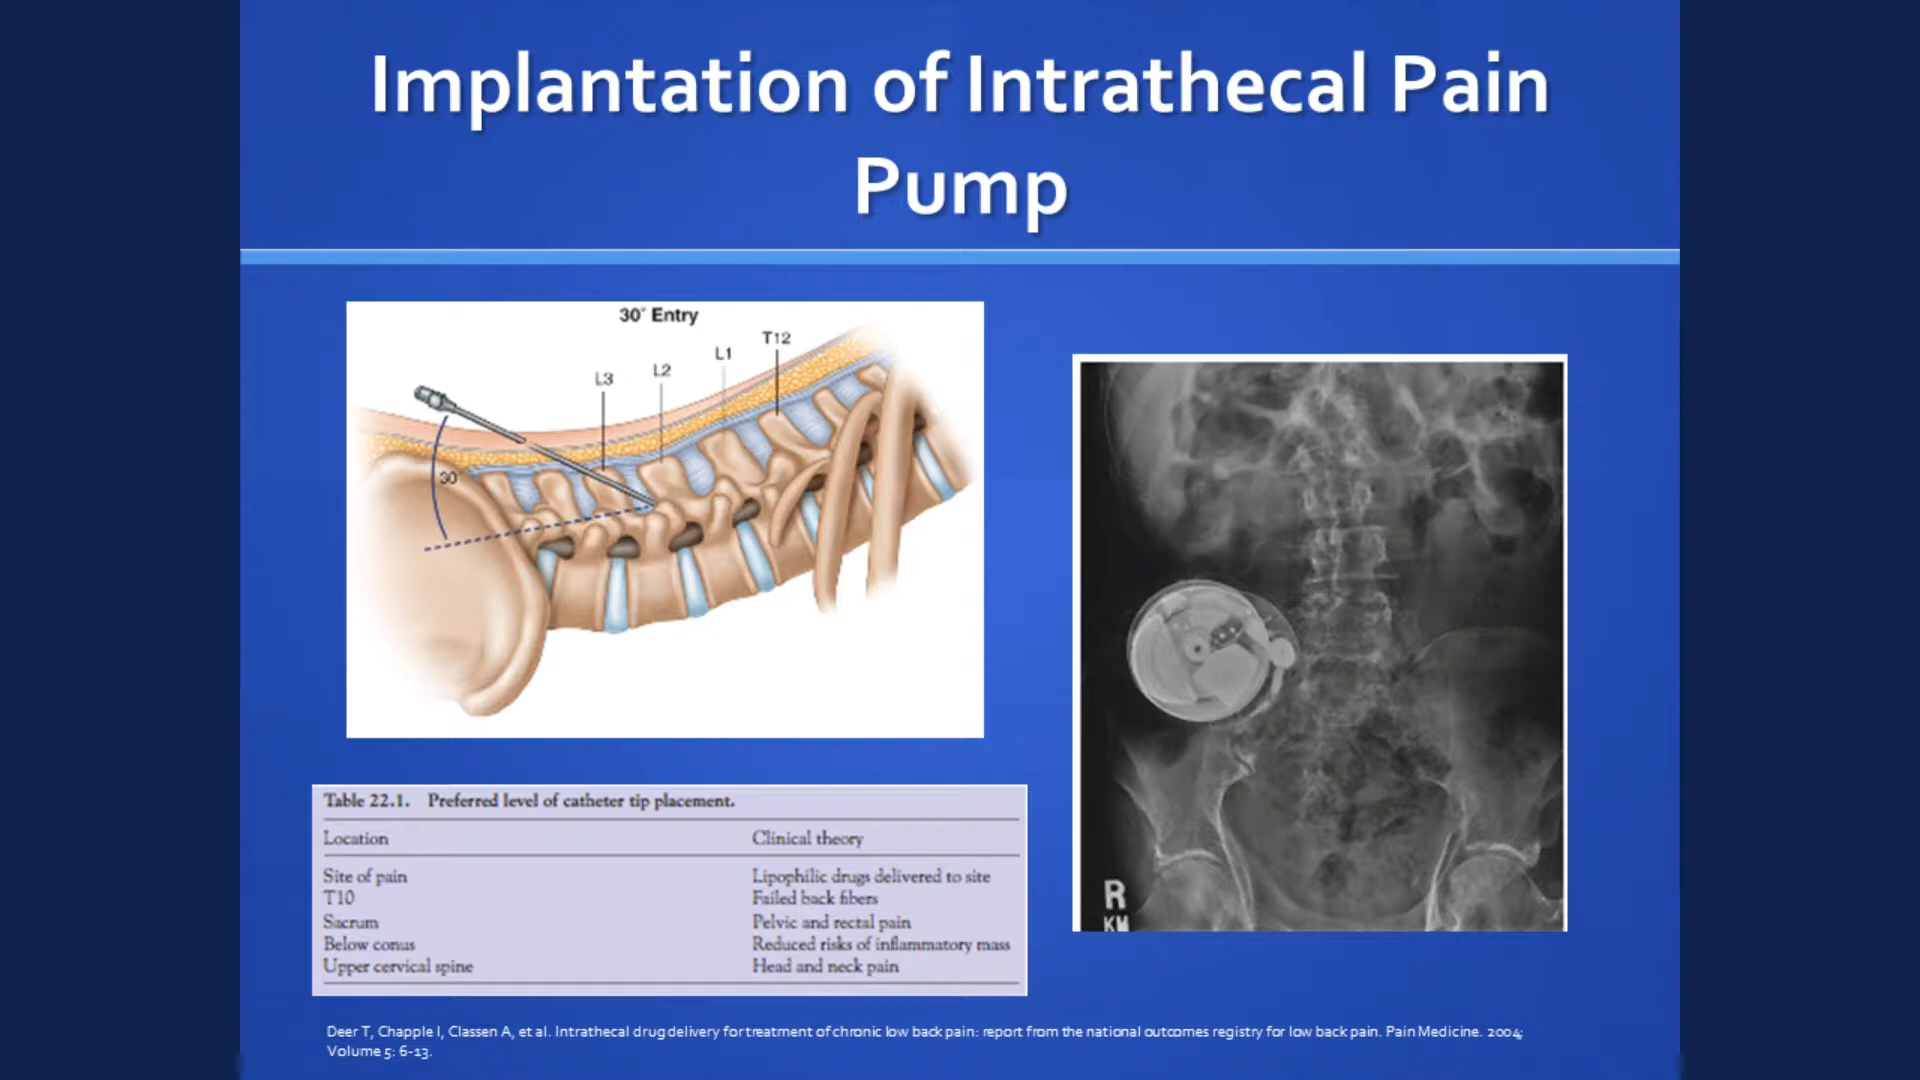 Implantation of Intrathecal Pain
Pump
30° Entry
T12
L1
L2
L3
30
Table 22.1. Preferred level of catheter tip placement.
Location Clinical theory
Site of pain Lipophilic drugs delivered to site
T10 Failed back fibers
Sacrum Pelvic and rectal pain
Below conus Reduced risks of inflammatory mass
Upper cervical spine Head and neck pain
R
KM
Deer T, Chapple I, Classen A, et al. Intrathecal drug delivery for treatment of chronic low back pain: report from the national outcomes registry for low back pain. Pain Medicine. 2004;
Volume 5: 6-13.